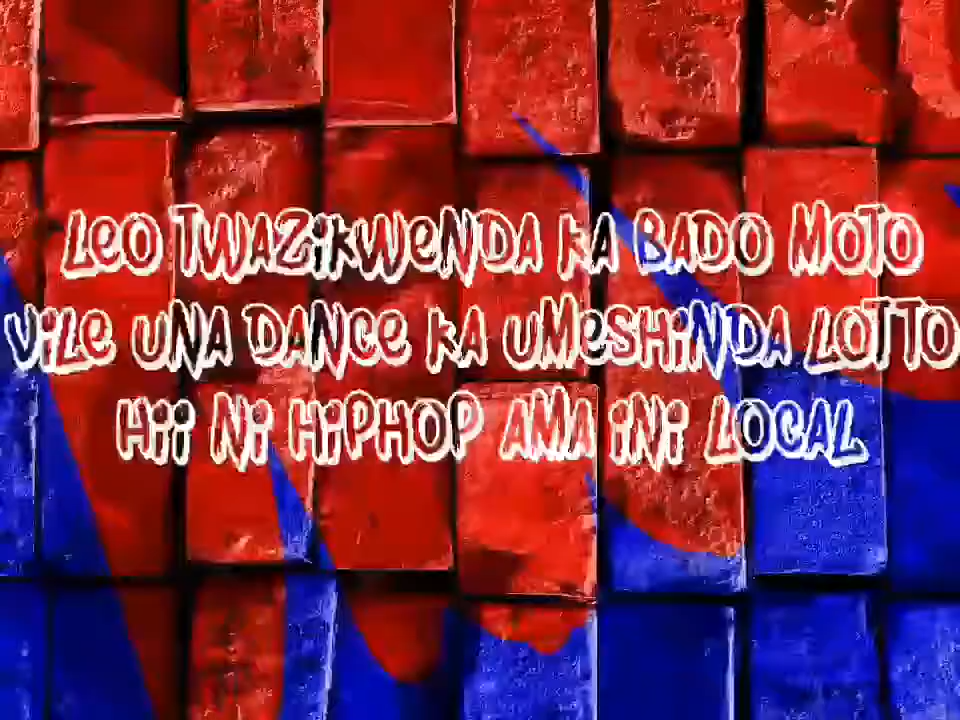 LEO TWAZiKWENDA KA BADO MOTO
ViLE UNA DANCE KA UMESHiNDA LOTTO
Hii Ni HiPHOP AMA iNi LOCAL